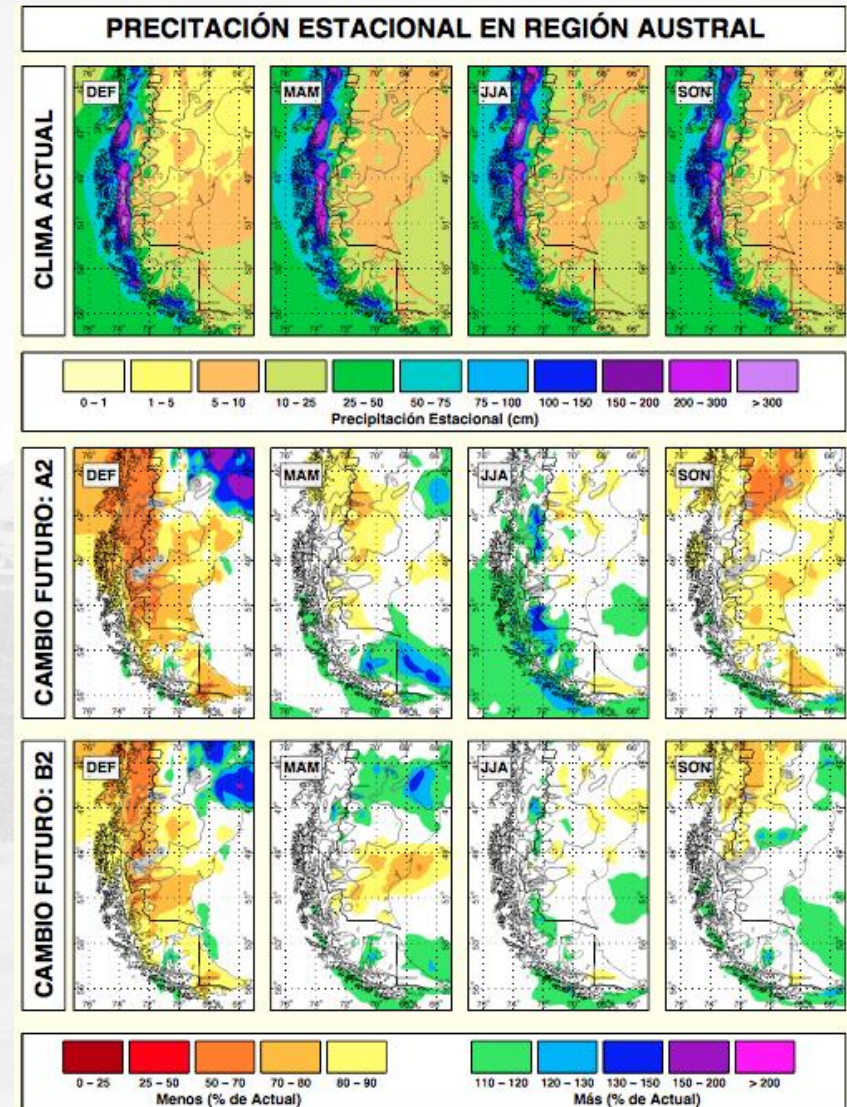 PRECITACIÓN ESTACIONAL EN REGIÓN AUSTRAL
CLIMA ACTUAL
DEF MAM JJA SON
0 – 1 1 – 5 5 – 10 10 – 25 25 – 50 50 – 75 75 – 100 100 – 150 150 – 200 200 – 300 > 300
Precipitación Estacional (cm)
CAMBIO FUTURO: A2
DEF MAM JJA SON
CAMBIO FUTURO: B2
DEF MAM JJA SON
0 – 25 25 – 50 50 – 70 70 – 80 80 – 90 110 – 120 120 – 130 130 – 150 150 – 200 > 200
Menos (% de Actual) Más (% de Actual)